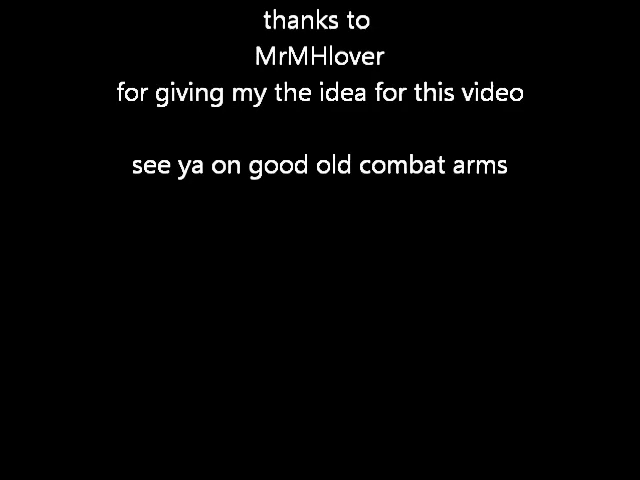 thanks to
MrMHlover
for giving my the idea for this video
see ya on good old combat arms